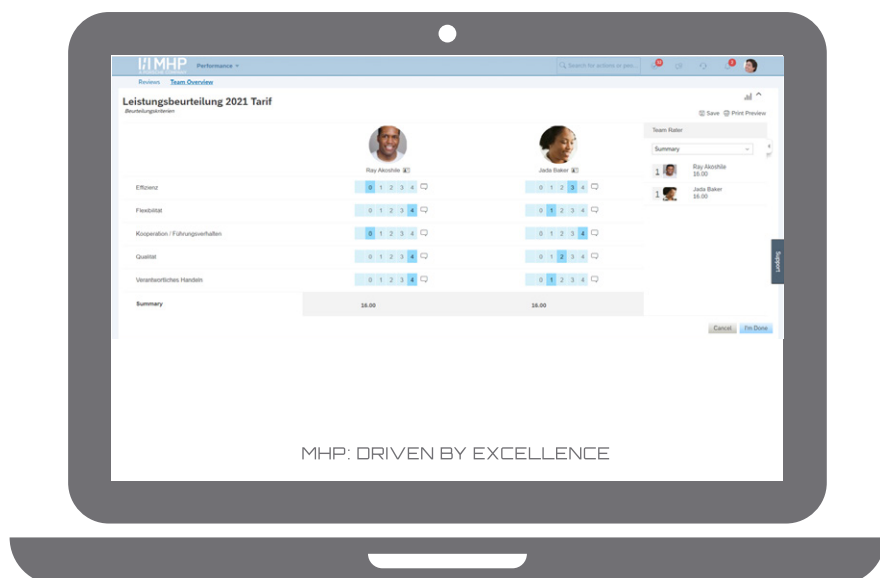 MHP
Performance
Search for actions or peo...
Reviews Team Overview
Leistungsbeurteilung 2021 Tarif
Beurteilungskriterien
Save Print Preview
Team Rater
Summary
Ray Akoshile
Jada Baker
1 Ray Akoshile
16.00
1 Jada Baker
16.00
Effizienz 0 1 2 3 4 0 1 2 3 4
Flexibilität 0 1 2 3 4 0 1 2 3 4
Kooperation / Führungsverhalten 0 1 2 3 4 0 1 2 3 4
Qualität 0 1 2 3 4 0 1 2 3 4
Verantwortliches Handeln 0 1 2 3 4 0 1 2 3 4
Summary 16.00 16.00
Support
Cancel I'm Done
MHP: DRIVEN BY EXCELLENCE